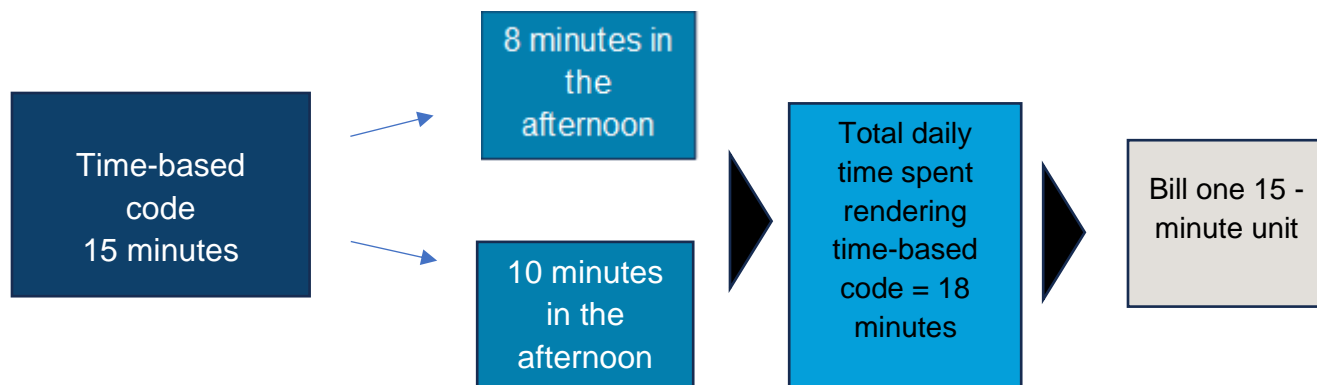 Time-based
code
15 minutes
8 minutes in
the
afternoon
10 minutes
in the
afternoon
Total daily
time spent
rendering
time-based
code = 18
minutes
Bill one 15 -
minute unit